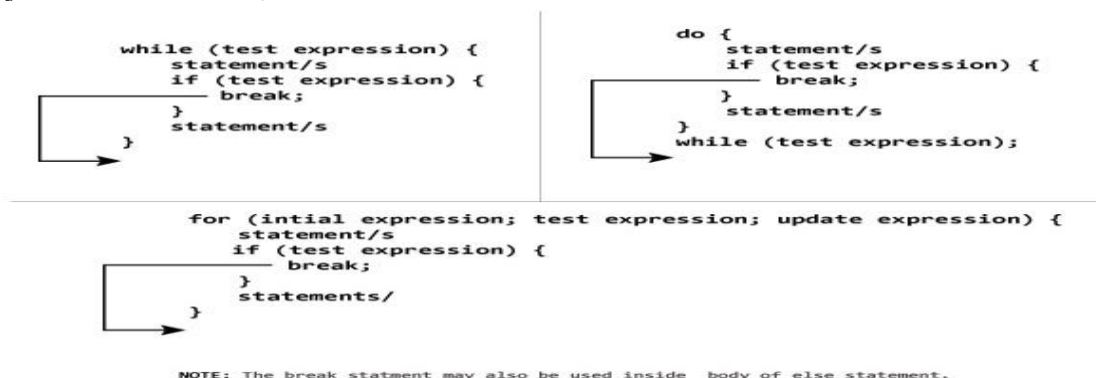 while (test expression) {
statement/s
if (test expression) {
break;
}
statement/s
}
do {
statement/s
if (test expression) {
break;
}
statement/s
}
while (test expression);
for (intial expression; test expression; update expression) {
statement/s
if (test expression) {
break;
}
statements/
}
NOTE: The break statment may also be used inside body of else statement.